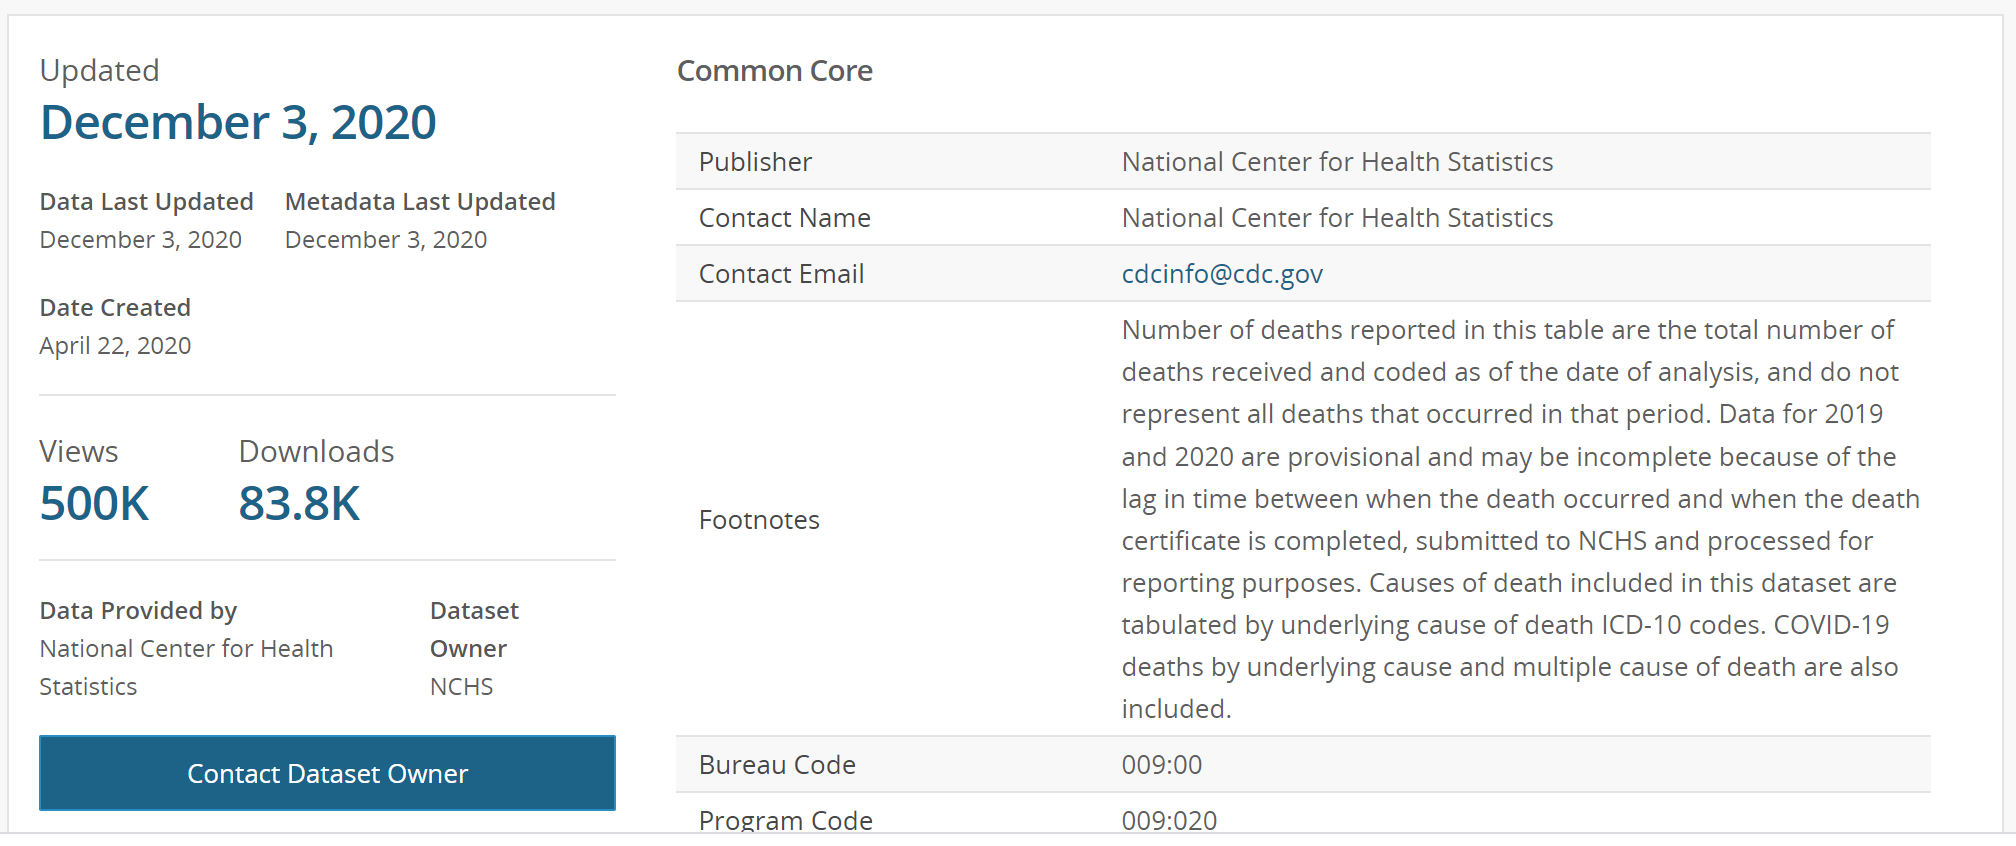 Updated
December 3, 2020
Data Last Updated
Metadata Last Updated
December 3, 2020
December 3, 2020
Date Created
April 22, 2020
Views
Downloads
500K
83.8K
Data Provided by
National Center for Health
Statistics
Dataset
Owner
NCHS
Contact Dataset Owner
Common Core
Publisher
National Center for Health Statistics
Contact Name
National Center for Health Statistics
Contact Email
cdcinfo@cdc.gov
Footnotes
Number of deaths reported in this table are the total number of
deaths received and coded as of the date of analysis, and do not
represent all deaths that occurred in that period. Data for 2019
and 2020 are provisional and may be incomplete because of the
lag in time between when the death occurred and when the death
certificate is completed, submitted to NCHS and processed for
reporting purposes. Causes of death included in this dataset are
tabulated by underlying cause of death ICD-10 codes. COVID-19
deaths by underlying cause and multiple cause of death are also
included.
Bureau Code
009:00
Program Code
009:020